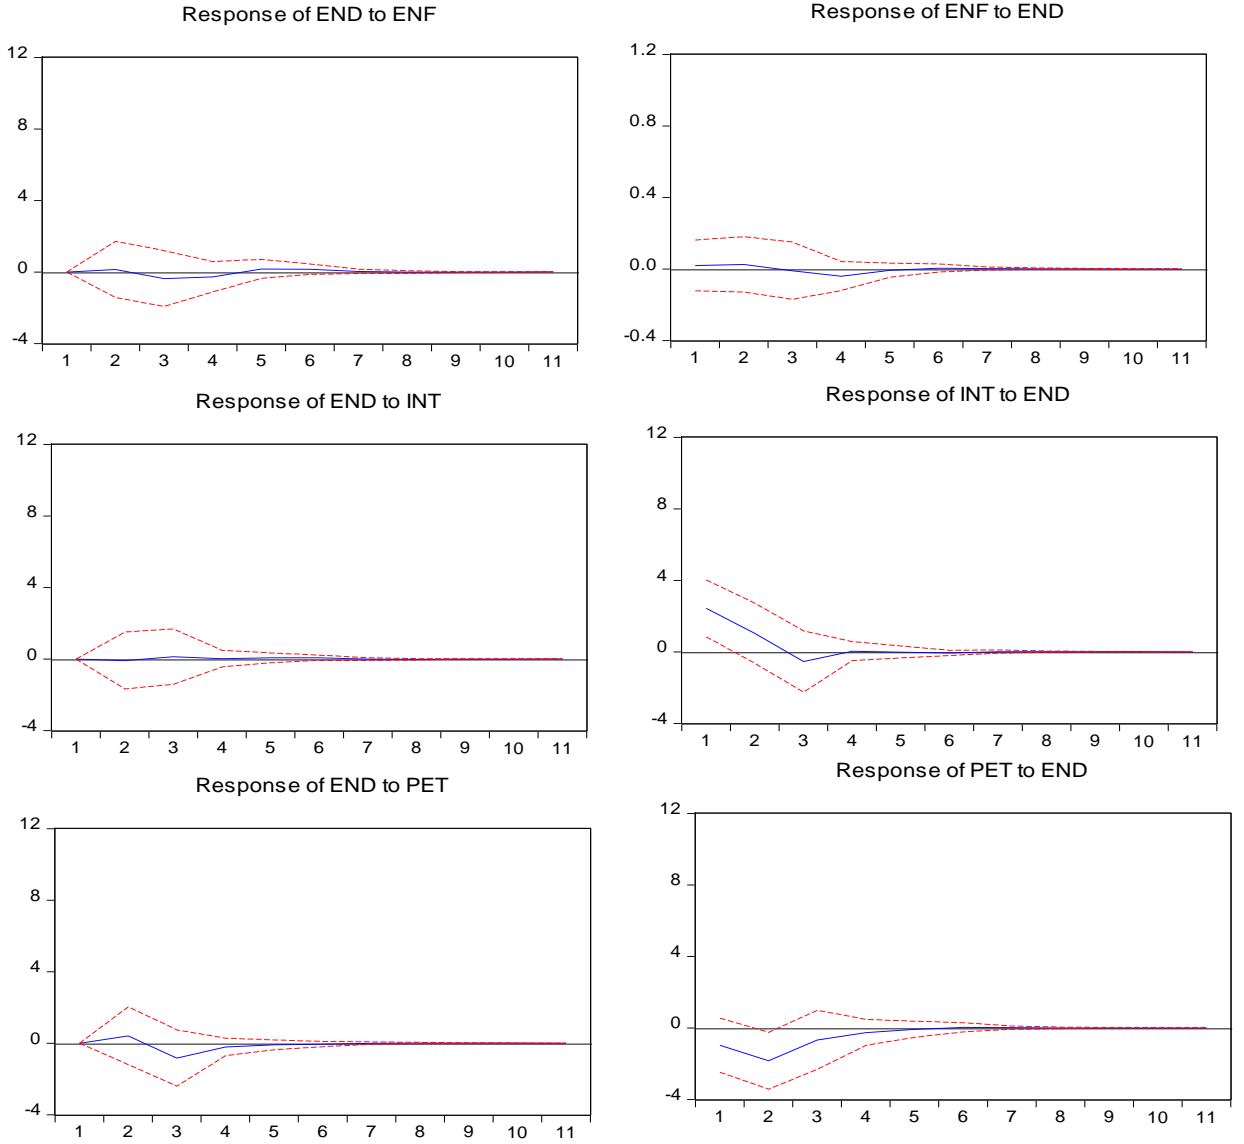 Response of END to ENF
12
8
4
0
-4
1 2 3 4 5 6 7 8 9 10 11
Response of ENF to END
1.2
0.8
0.4
0.0
-0.4
1 2 3 4 5 6 7 8 9 10 11
Response of END to INT
12
8
4
0
-4
1 2 3 4 5 6 7 8 9 10 11
Response of INT to END
12
8
4
0
-4
1 2 3 4 5 6 7 8 9 10 11
Response of END to PET
12
8
4
0
-4
1 2 3 4 5 6 7 8 9 10 11
Response of PET to END
12
8
4
0
-4
1 2 3 4 5 6 7 8 9 10 11